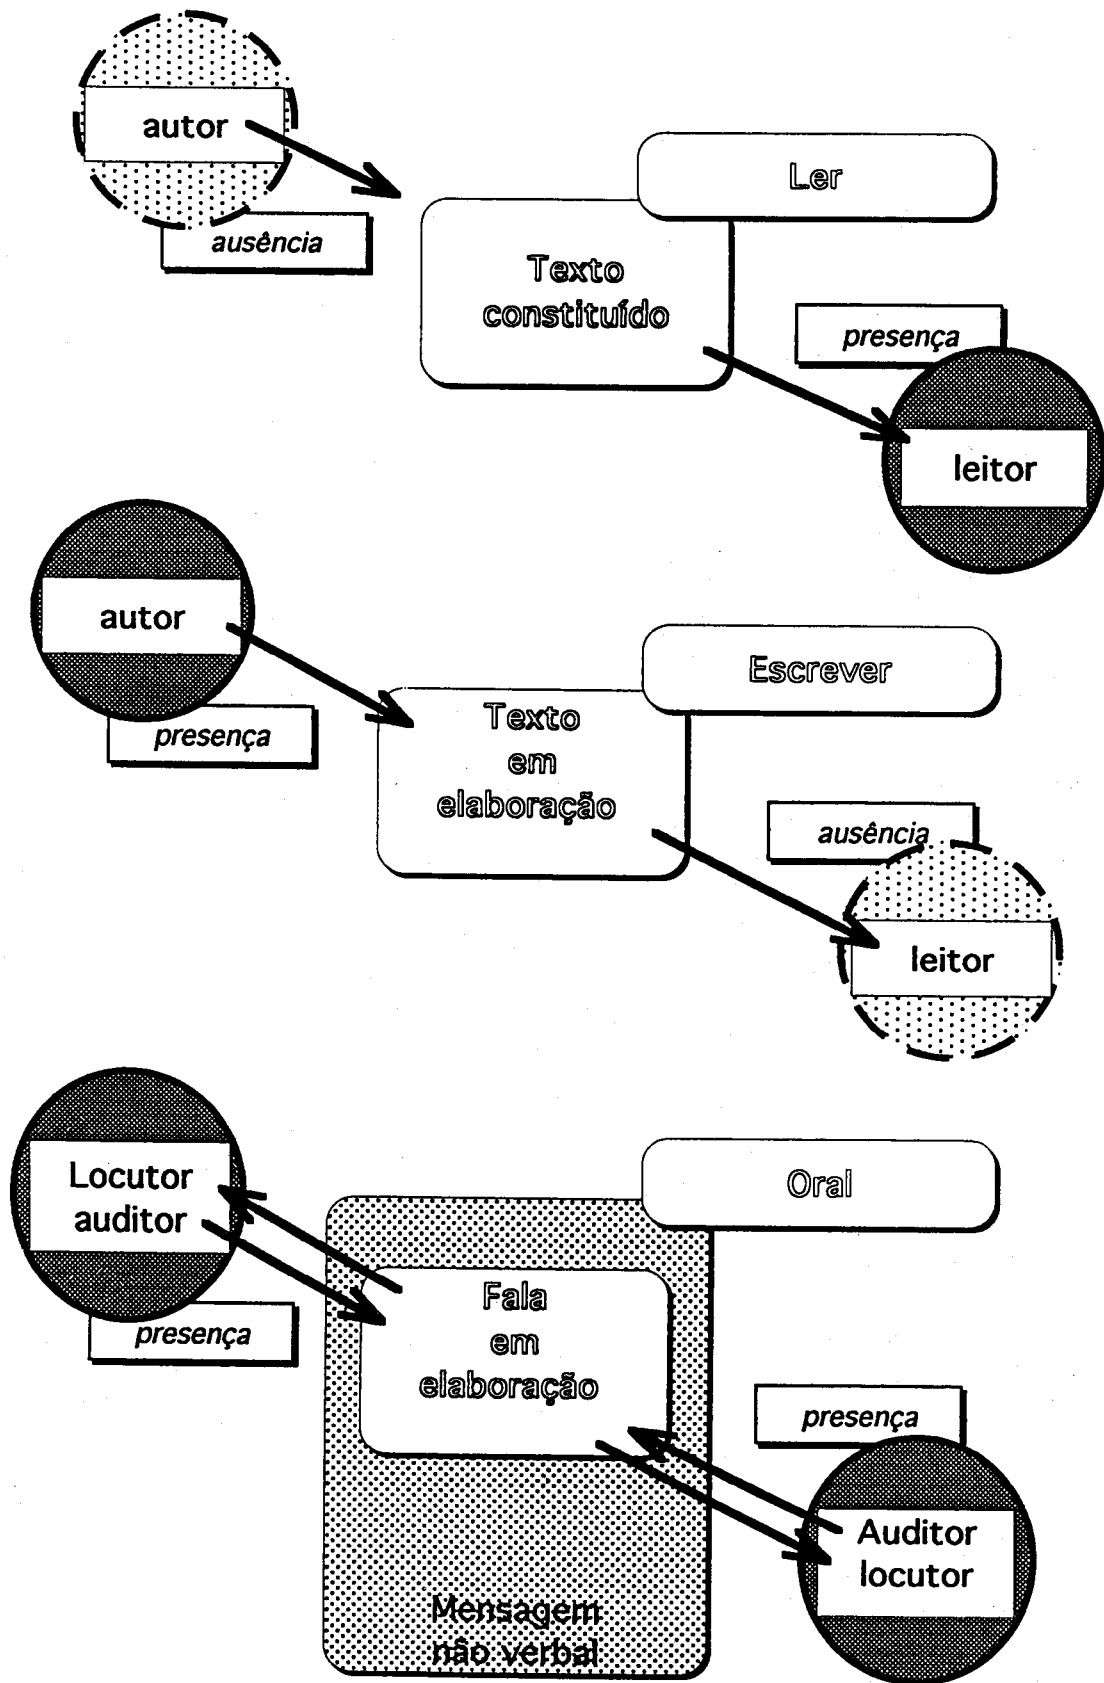 autor
ausência
Ler
Texto
constituído
presença
leitor
autor
presença
Escrever
Texto
em
elaboração
ausência
leitor
Locutor
auditor
presença
Oral
Fala
em
elaboração
presença
Auditor
locutor
Mensagem
não verbal